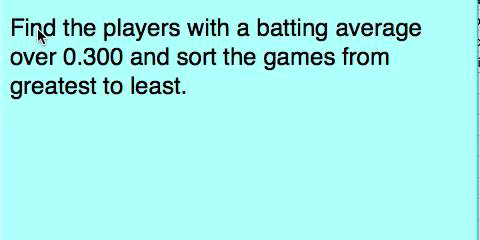 Find the players with a batting average
over 0.300 and sort the games from
greatest to least.